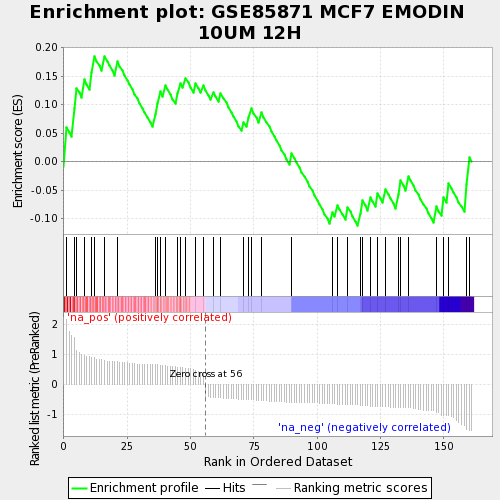 Enrichment plot: GSE85871 MCF7 EMODIN
10UM 12H
Enrichment score (ES)
0.20
0.15
0.10
0.05
0.00
-0.05
-0.10
Ranked list metric (PreRanked)
2
1
0
-1
'na_pos' (positively correlated)
Zero cross at 56
'na_neg' (negatively correlated)
0 25 50 75 100 125 150
Rank in Ordered Dataset
Enrichment profile Hits Ranking metric scores